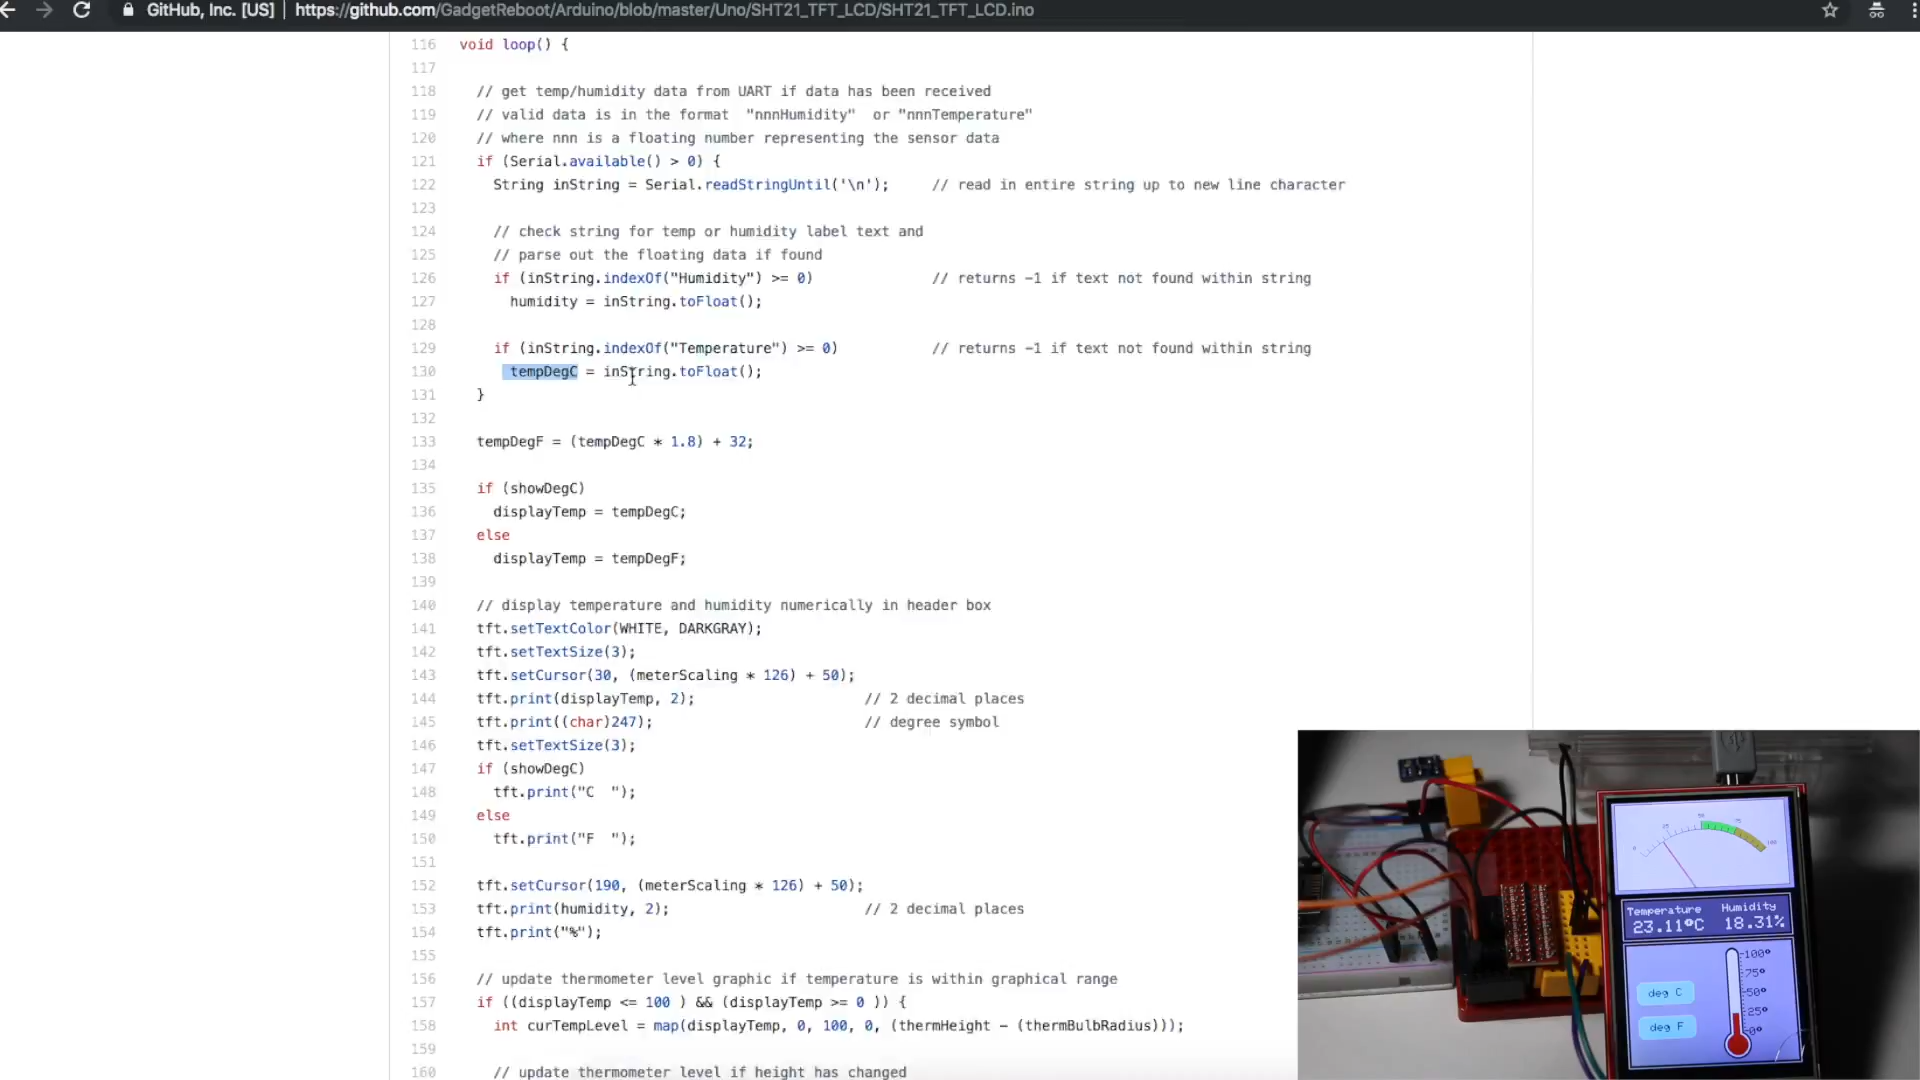 GitHub, Inc. [US] | https://github.com/GadgetReboot/Arduino/blob/master/Uno/SHT21_TFT_LCD/SHT21_TFT_LCD.ino
116 void loop() {
117
118 // get temp/humidity data from UART if data has been received
119 // valid data is in the format "nnnHumidity" or "nnnTemperature"
120 // where nnn is a floating number representing the sensor data
121 if (Serial.available() > 0) {
122 String inString = Serial.readStringUntil('\n'); // read in entire string up to new line character
123
124 // check string for temp or humidity label text and
125 // parse out the floating data if found
126 if (inString.indexOf("Humidity") >= 0) // returns -1 if text not found within string
127 humidity = inString.toFloat();
128
129 if (inString.indexOf("Temperature") >= 0) // returns -1 if text not found within string
130 tempDegC = inString.toFloat();
131 }
132
133 tempDegF = (tempDegC * 1.8) + 32;
134
135 if (showDegC)
136 displayTemp = tempDegC;
137 else
138 displayTemp = tempDegF;
139
140 // display temperature and humidity numerically in header box
141 tft.setTextColor(WHITE, DARKGRAY);
142 tft.setTextSize(3);
143 tft.setCursor(30, (meterScaling * 126) + 50);
144 tft.print(displayTemp, 2); // 2 decimal places
145 tft.print((char)247); // degree symbol
146 tft.setTextSize(3);
147 if (showDegC)
148 tft.print("C  ");
149 else
150 tft.print("F  ");
151
152 tft.setCursor(190, (meterScaling * 126) + 50);
153 tft.print(humidity, 2); // 2 decimal places
154 tft.print("%");
155
156 // update thermometer level graphic if temperature is within graphical range
157 if ((displayTemp <= 100 ) && (displayTemp >= 0 )) {
158 int curTempLevel = map(displayTemp, 0, 100, 0, (thermHeight - (thermBulbRadius)));
159
160 // update thermometer level if height has changed
0 25 50 75 100
Temperature Humidity
23.11°C 18.31%
100°
75°
deg C 50°
25°
deg F 0°